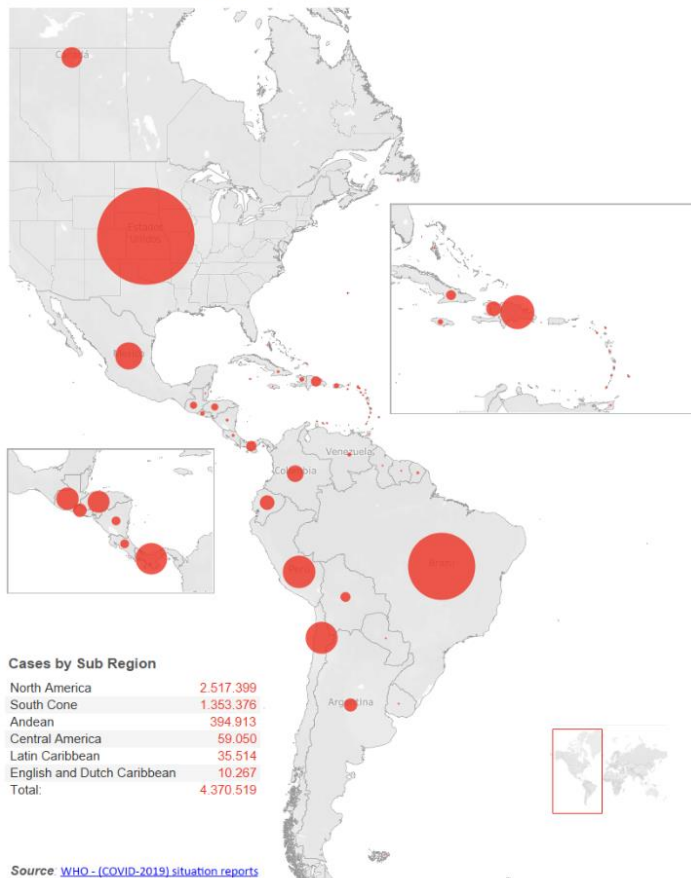 Canadá
Estados
Unidos
México
Venezuela
Colombia
Perú
Brasil
Argentina
Cases by Sub Region
North America 2.517.399
South Cone 1.353.376
Andean 394.913
Central America 59.050
Latin Caribbean 35.514
English and Dutch Caribbean 10.267
Total: 4.370.519
Source: WHO - (COVID-2019) situation reports